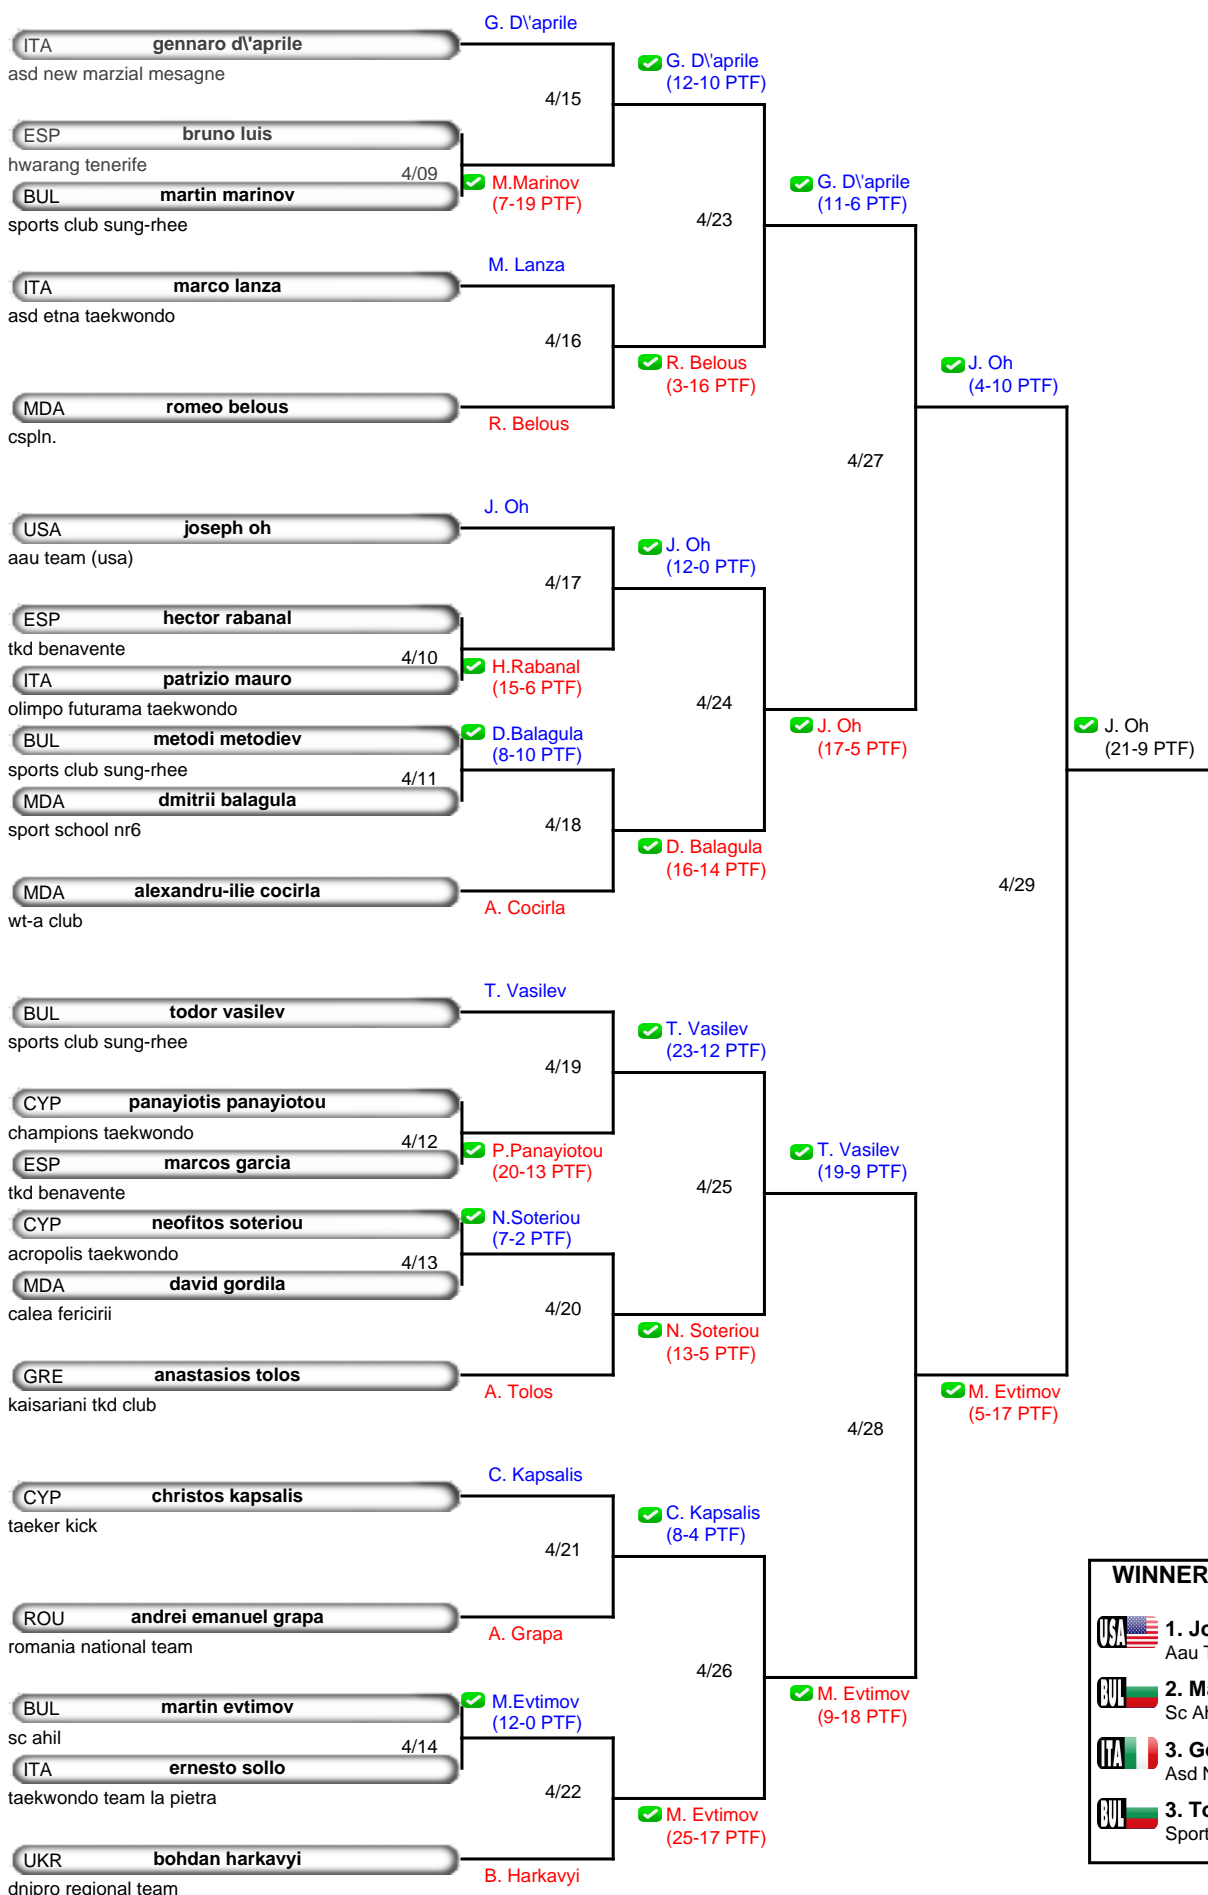 G. D\'aprile
ITA gennaro d\'aprile
asd new marzial mesagne
G. D\'aprile
(12-10 PTF)
4/15
ESP bruno luis
hwarang tenerife
4/09
BUL martin marinov
sports club sung-rhee
M.Marinov
(7-19 PTF)
G. D\'aprile
(11-6 PTF)
4/23
M. Lanza
ITA marco lanza
asd etna taekwondo
4/16
R. Belous
(3-16 PTF)
J. Oh
(4-10 PTF)
MDA romeo belous
cspln.
R. Belous
4/27
J. Oh
USA joseph oh
aau team (usa)
J. Oh
(12-0 PTF)
4/17
ESP hector rabanal
tkd benavente
4/10
ITA patrizio mauro
olimpo futurama taekwondo
H.Rabanal
(15-6 PTF)
4/24
BUL metodi metodiev
sports club sung-rhee
D.Balagula
(8-10 PTF)
J. Oh
(17-5 PTF)
J. Oh
(21-9 PTF)
4/11
MDA dmitrii balagula
sport school nr6
4/18
D. Balagula
(16-14 PTF)
MDA alexandru-ilie cocirla
wt-a club
A. Cocirla
4/29
T. Vasilev
BUL todor vasilev
sports club sung-rhee
T. Vasilev
(23-12 PTF)
4/19
CYP panayiotis panayiotou
champions taekwondo
4/12
ESP marcos garcia
tkd benavente
P.Panayiotou
(20-13 PTF)
T. Vasilev
(19-9 PTF)
4/25
CYP neofitos soteriou
acropolis taekwondo
N.Soteriou
(7-2 PTF)
4/13
MDA david gordila
calea fericirii
4/20
N. Soteriou
(13-5 PTF)
GRE anastasios tolos
kaisariani tkd club
A. Tolos
M. Evtimov
(5-17 PTF)
4/28
C. Kapsalis
CYP christos kapsalis
taeker kick
C. Kapsalis
(8-4 PTF)
4/21
ROU andrei emanuel grapa
romania national team
A. Grapa
4/26
BUL martin evtimov
sc ahil
M.Evtimov
(12-0 PTF)
M. Evtimov
(9-18 PTF)
4/14
ITA ernesto sollo
taekwondo team la pietra
4/22
M. Evtimov
(25-17 PTF)
UKR bohdan harkavyi
dnipro regional team
B. Harkavyi
WINNER
USA 1. Jo
Aau T
BUL 2. Ma
Sc Ah
ITA 3. Ge
Asd N
BUL 3. To
Sport